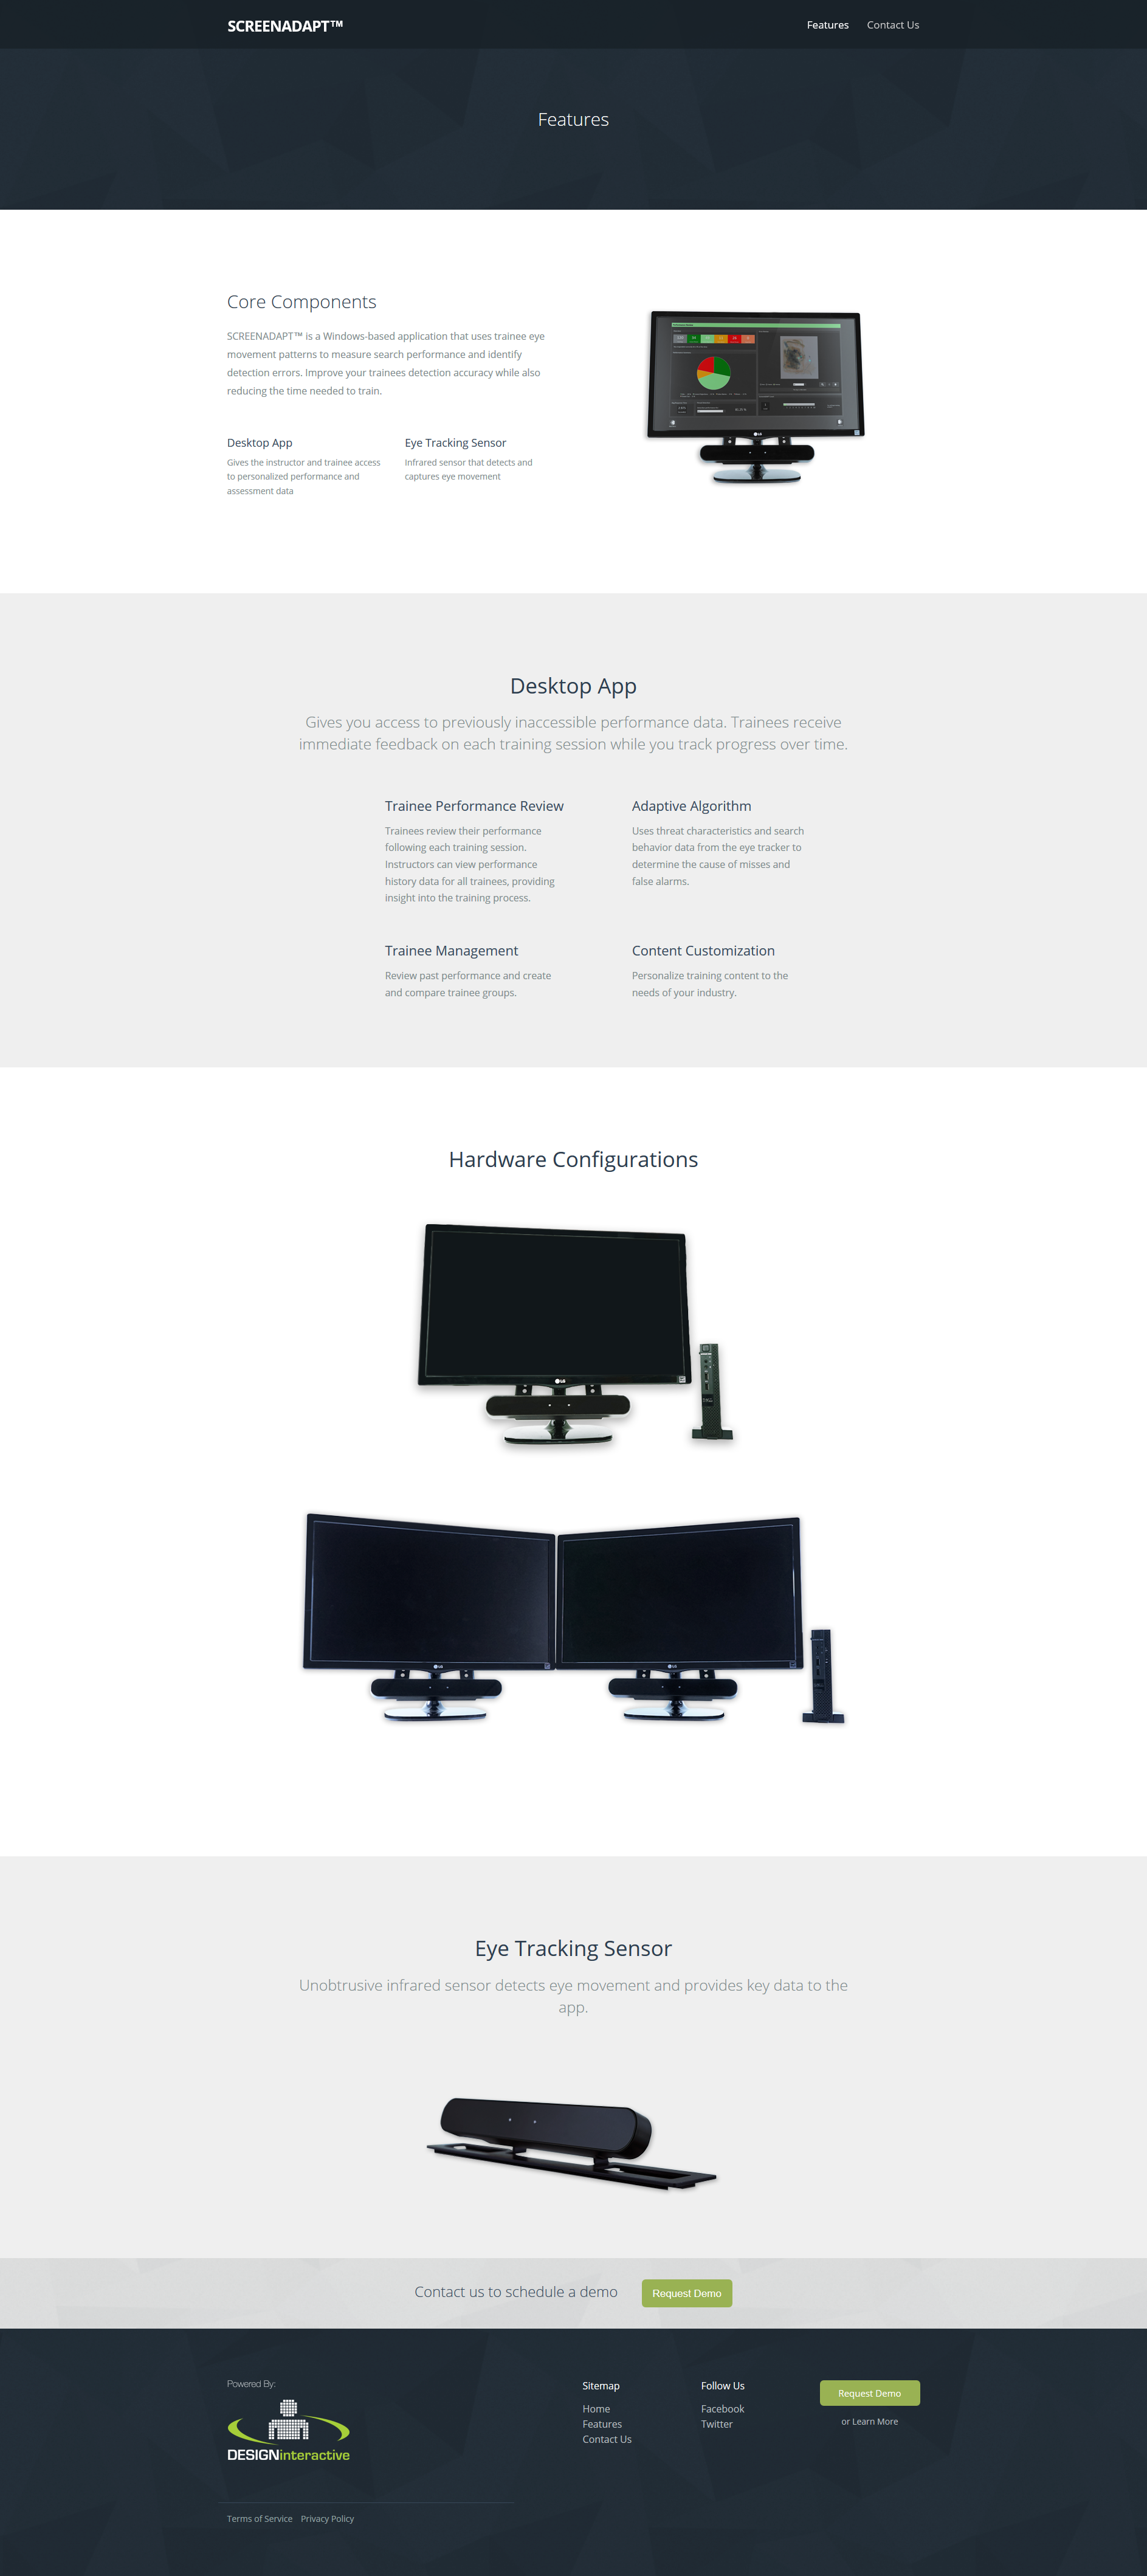 SCREENADAPT™
Features
Contact Us
Features
Core Components
SCREENADAPT™ is a Windows-based application that uses trainee eye
movement patterns to measure search performance and identify
detection errors. Improve your trainees detection accuracy while also
reducing the time needed to train.
Desktop App
Gives the instructor and trainee access
to personalized performance and
assessment data
Eye Tracking Sensor
Infrared sensor that detects and
captures eye movement
LG
Desktop App
Gives you access to previously inaccessible performance data. Trainees receive
immediate feedback on each training session while you track progress over time.
Trainee Performance Review
Trainees review their performance
following each training session.
Instructors can view performance
history data for all trainees, providing
insight into the training process.
Adaptive Algorithm
Uses threat characteristics and search
behavior data from the eye tracker to
determine the cause of misses and
false alarms.
Trainee Management
Review past performance and create
and compare trainee groups.
Content Customization
Personalize training content to the
needs of your industry.
Hardware Configurations
LG
LG
LG
Eye Tracking Sensor
Unobtrusive infrared sensor detects eye movement and provides key data to the
app.
Contact us to schedule a demo
Request Demo
Powered By:
DESIGNinteractive
Sitemap
Home
Features
Contact Us
Follow Us
Facebook
Twitter
Request Demo
or Learn More
Terms of Service
Privacy Policy